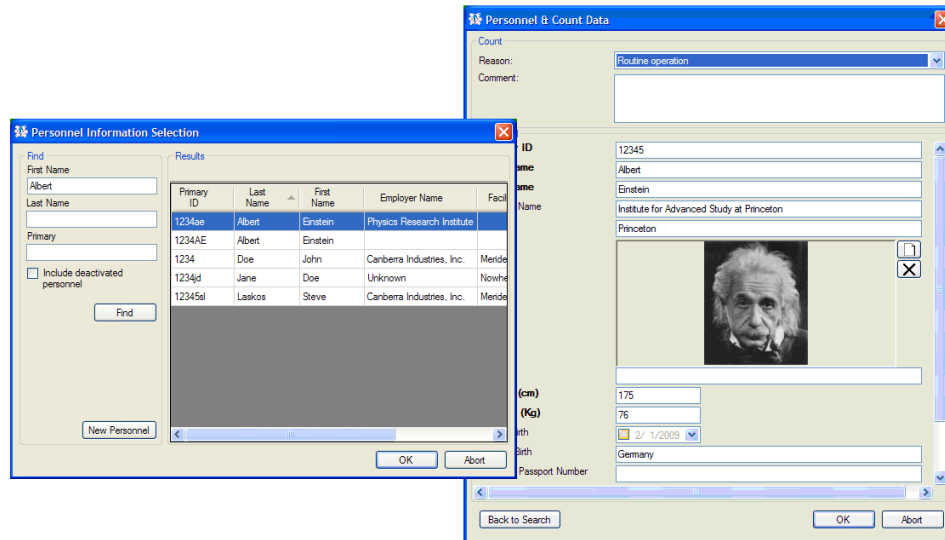 Personnel & Count Data
Count
Reason:
Routine operation
Comment:
ID
12345
Albert
Einstein
Name
Institute for Advanced Study at Princeton
Princeton
(cm)
175
(Kg)
76
2/ 1/2009
Germany
Passport Number
Back to Search
OK
Abort
Personnel Information Selection
Find
First Name
Albert
Last Name
Primary
Include deactivated
personnel
Find
New Personnel
Results
Primary ID Last Name First Name Employer Name Facil
1234ae Albert Einstein Physics Research Institute
1234AE Albert Einstein
1234 Doe John Canberra Industries, Inc. Meride
1234jd Jane Doe Unknown Nowhe
12345sl Laskos Steve Canberra Industries, Inc. Meride
OK
Abort